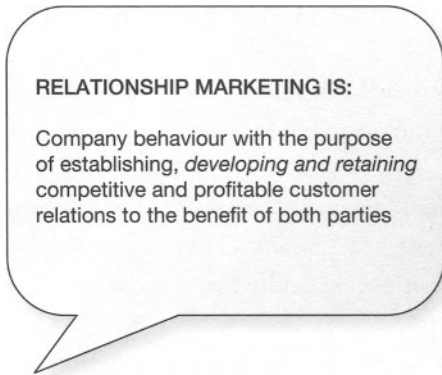 RELATIONSHIP MARKETING IS:
Company behaviour with the purpose
of establishing, developing and retaining
competitive and profitable customer
relations to the benefit of both parties